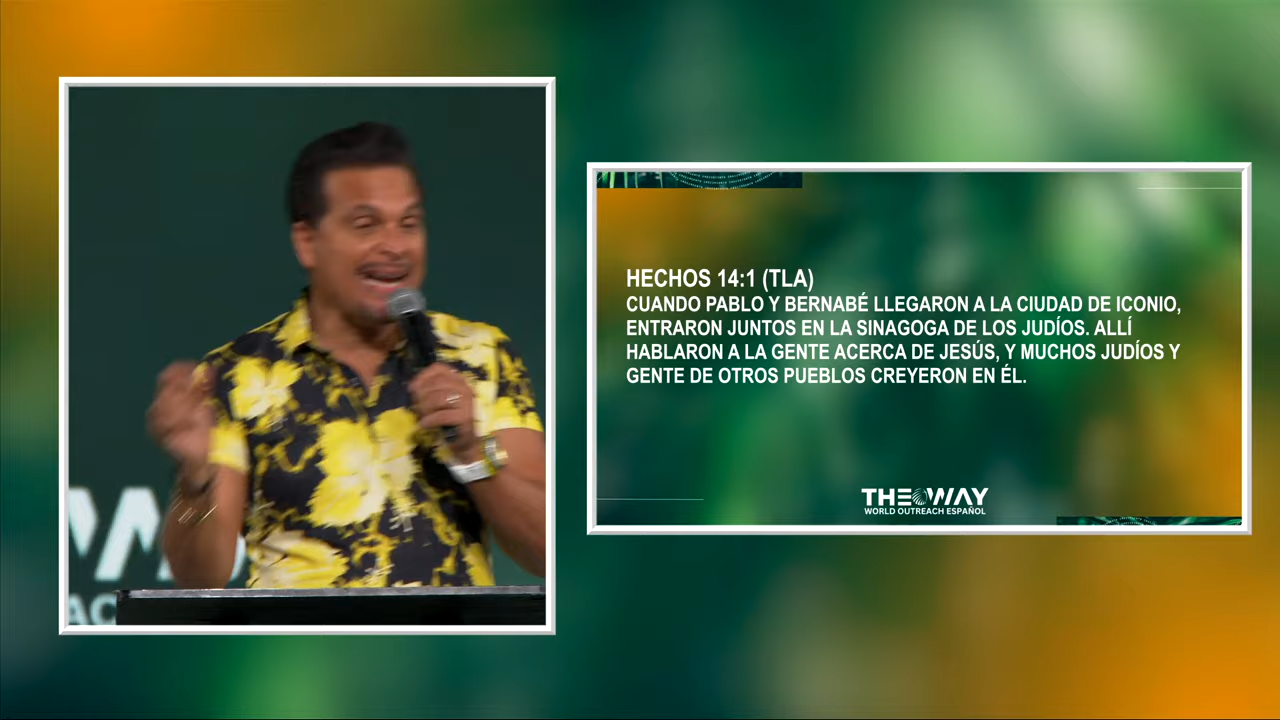 HECHOS 14:1 (TLA)
CUANDO PABLO Y BERNABÉ LLEGARON A LA CIUDAD DE ICONIO,
ENTRARON JUNTOS EN LA SINAGOGA DE LOS JUDÍOS. ALLÍ
HABLARON A LA GENTE ACERCA DE JESÚS, Y MUCHOS JUDÍOS Y
GENTE DE OTROS PUEBLOS CREYERON EN ÉL.
THE WAY
WORLD OUTREACH ESPAÑOL